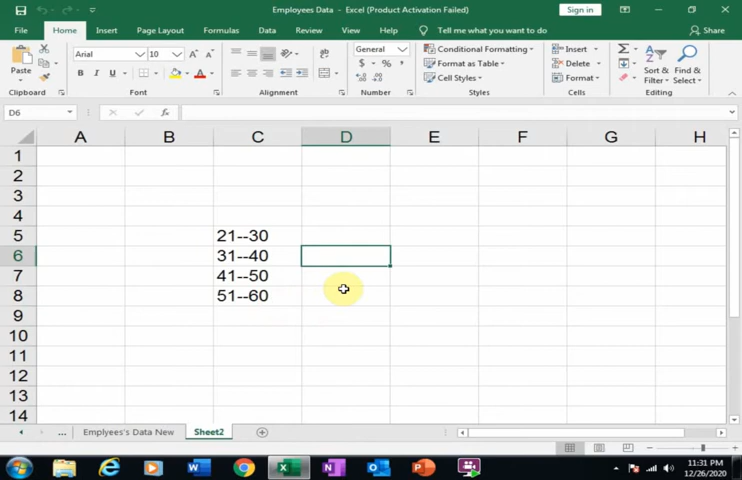 Employees Data - Excel (Product Activation Failed)
Sign in
File Home Insert Page Layout Formulas Data Review View Help Tell me what you want to do Share
Paste
Arial 10
B I U
General
$ % ,
Conditional Formatting
Format as Table
Cell Styles
Insert
Delete
Format
Sort & Filter
Find & Select
Clipboard Font Alignment Number Styles Cells Editing
D6 fx
A B C D E F G H
1
2
3
4
5 21--30
6 31--40
7 41--50
8 51--60
9
10
11
12
13
14
... Emplyees's Data New Sheet2
11:31 PM
12/26/2020